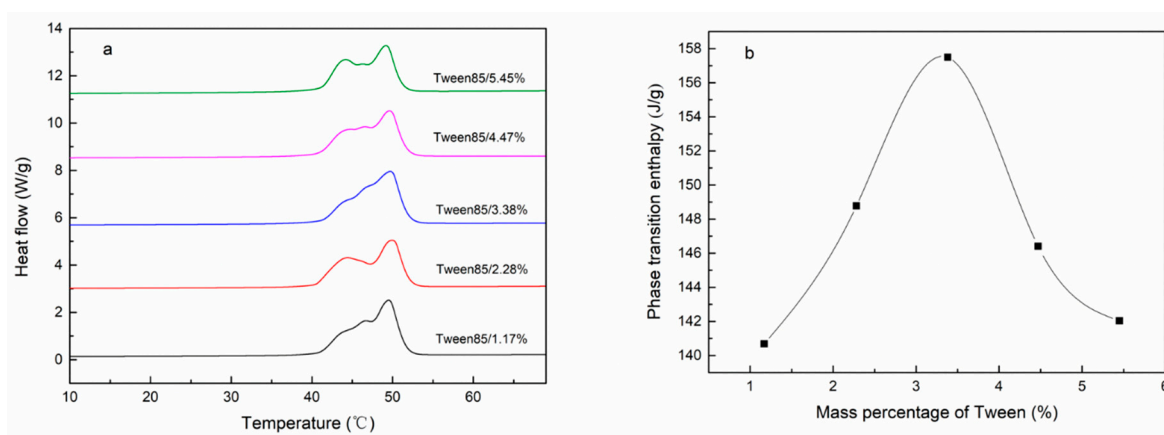 a
14
12
10
8
6
4
2
0
Heat flow (W/g)
Tween85/5.45%
Tween85/4.47%
Tween85/3.38%
Tween85/2.28%
Tween85/1.17%
10 20 30 40 50 60
Temperature (℃)
b
158
156
154
152
150
148
146
144
142
140
Phase transition enthalpy (J/g)
1 2 3 4 5 6
Mass percentage of Tween (%)